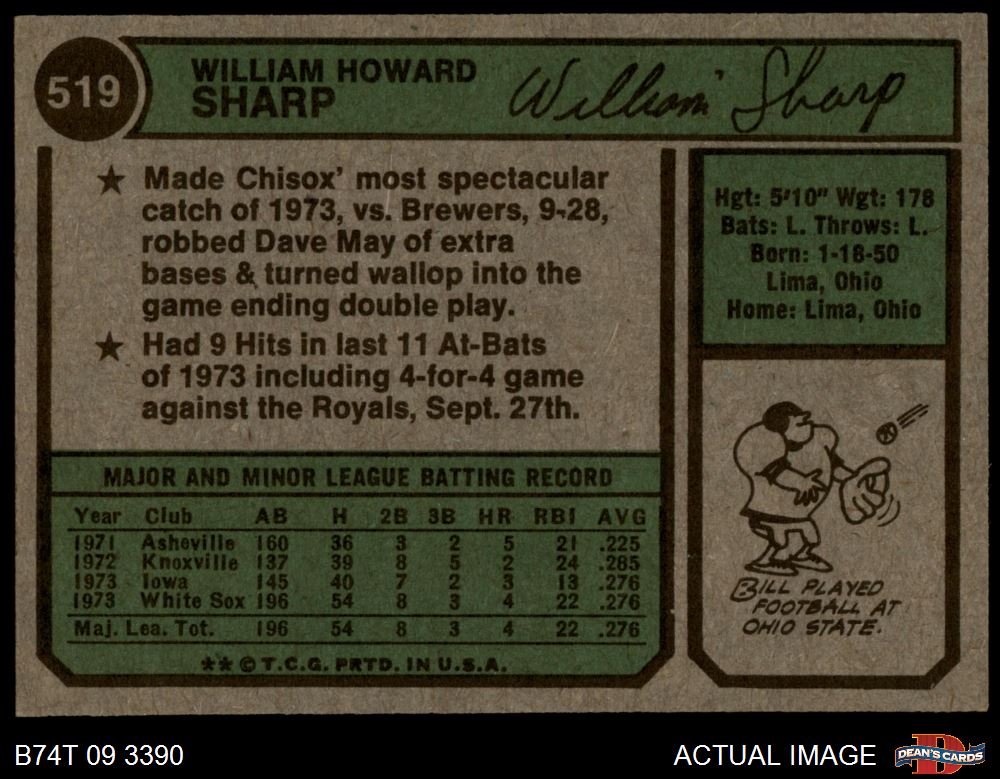 519
WILLIAM HOWARD
SHARP
William Sharp
★ Made Chisox' most spectacular
catch of 1973, vs. Brewers, 9-28,
robbed Dave May of extra
bases & turned wallop into the
game ending double play.
★ Had 9 Hits in last 11 At-Bats
of 1973 including 4-for-4 game
against the Royals, Sept. 27th.
MAJOR AND MINOR LEAGUE BATTING RECORD
Year Club AB H 2B 3B HR RBI AVG
1971 Asheville 160 36 3 2 5 21 .225
1972 Knoxville 137 39 8 5 2 24 .285
1973 Iowa 145 40 7 2 3 13 .276
1973 White Sox 196 54 8 3 4 22 .276
Maj. Lea. Tot. 196 54 8 3 4 22 .276
★★©T.C.G. PRTD. IN U.S.A.
Hgt: 5'10" Wgt: 178
Bats: L. Throws: L.
Born: 1-18-50
Lima, Ohio
Home: Lima, Ohio
BILL PLAYED
FOOTBALL AT
OHIO STATE.
B74T 09 3390
ACTUAL IMAGE
DEAN'S CARDS